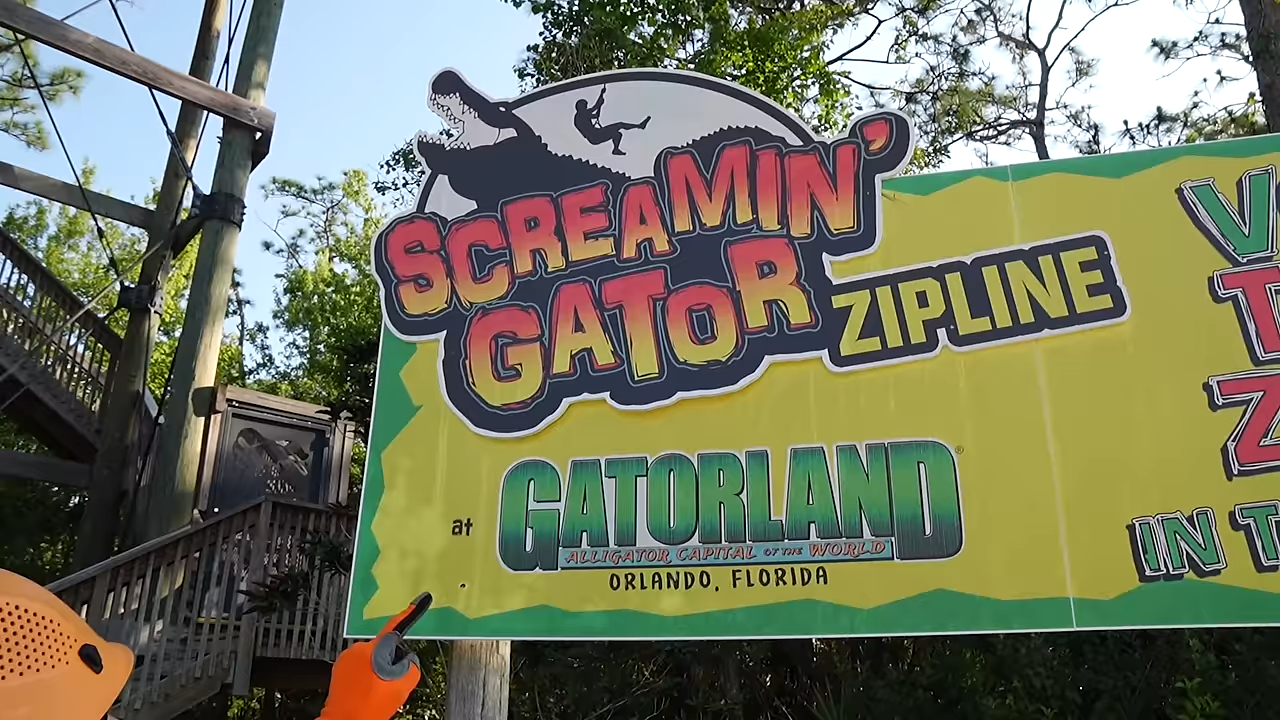 SCREAMIN'
GATOR
ZIPLINE
at
GATORLAND®
ALLIGATOR CAPITAL OF THE WORLD
ORLANDO, FLORIDA
IN